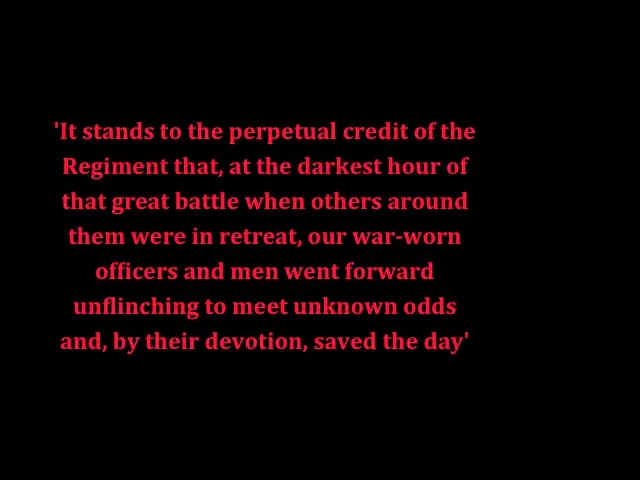 'It stands to the perpetual credit of the
Regiment that, at the darkest hour of
that great battle when others around
them were in retreat, our war-worn
officers and men went forward
unflinching to meet unknown odds
and, by their devotion, saved the day'